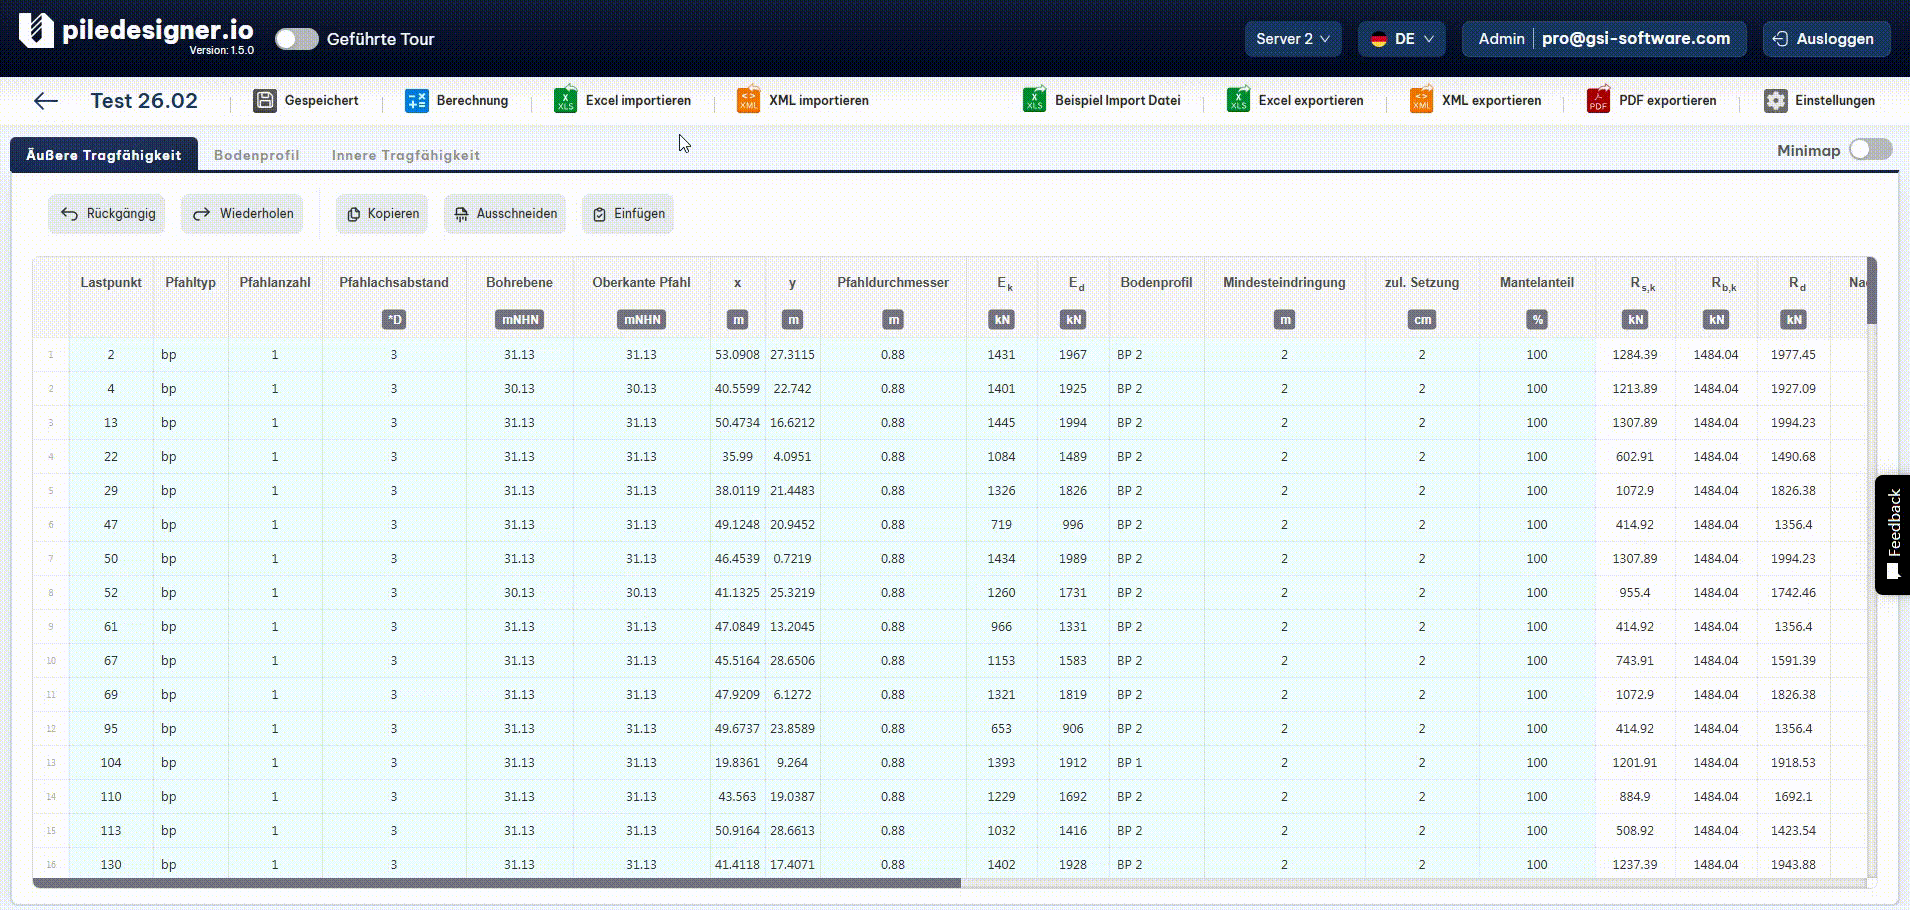 piledesigner.io
Version: 1.5.0
Geführte Tour
Server 2
DE
Admin
pro@gsi-software.com
Ausloggen
Test 26.02
Gespeichert
Berechnung
Excel importieren
XML importieren
Beispiel Import Datei
Excel exportieren
XML exportieren
PDF exportieren
Einstellungen
Äußere Tragfähigkeit
Bodenprofil
Innere Tragfähigkeit
Minimap
Rückgängig
Wiederholen
Kopieren
Ausschneiden
Einfügen
Lastpunkt Pfahltyp Pfahlanzahl Pfahlachsabstand Bohrebene Oberkante Pfahl x y Pfahldurchmesser E k E d Bodenprofil Mindesteindringung zul. Setzung Mantelanteil R s,k R b,k R d Na
*D mNHN mNHN m m m kN kN m cm % kN kN kN
1 2 bp 1 3 31.13 31.13 53.0908 27.3115 0.88 1431 1967 BP 2 2 2 100 1284.39 1484.04 1977.45
2 4 bp 1 3 30.13 30.13 40.5599 22.742 0.88 1401 1925 BP 2 2 2 100 1213.89 1484.04 1927.09
3 13 bp 1 3 31.13 31.13 50.4734 16.6212 0.88 1445 1994 BP 2 2 2 100 1307.89 1484.04 1994.23
4 22 bp 1 3 31.13 31.13 35.99 4.0951 0.88 1084 1489 BP 2 2 2 100 602.91 1484.04 1490.68
5 29 bp 1 3 31.13 31.13 38.0119 21.4483 0.88 1326 1826 BP 2 2 2 100 1072.9 1484.04 1826.38
6 47 bp 1 3 31.13 31.13 49.1248 20.9452 0.88 719 996 BP 2 2 2 100 414.92 1484.04 1356.4
7 50 bp 1 3 31.13 31.13 46.4539 0.7219 0.88 1434 1989 BP 2 2 2 100 1307.89 1484.04 1994.23
8 52 bp 1 3 30.13 30.13 41.1325 25.3219 0.88 1260 1731 BP 2 2 2 100 955.4 1484.04 1742.46
9 61 bp 1 3 31.13 31.13 47.0849 13.2045 0.88 966 1331 BP 2 2 2 100 414.92 1484.04 1356.4
10 67 bp 1 3 31.13 31.13 45.5164 28.6506 0.88 1153 1583 BP 2 2 2 100 743.91 1484.04 1591.39
11 69 bp 1 3 31.13 31.13 47.9209 6.1272 0.88 1321 1819 BP 2 2 2 100 1072.9 1484.04 1826.38
12 95 bp 1 3 31.13 31.13 49.6737 23.8589 0.88 653 906 BP 2 2 2 100 414.92 1484.04 1356.4
13 104 bp 1 3 31.13 31.13 19.8361 9.264 0.88 1393 1912 BP 1 2 2 100 1201.91 1484.04 1918.53
14 110 bp 1 3 31.13 31.13 43.563 19.0387 0.88 1229 1692 BP 2 2 2 100 884.9 1484.04 1692.1
15 113 bp 1 3 31.13 31.13 50.9164 28.6613 0.88 1032 1416 BP 2 2 2 100 508.92 1484.04 1423.54
16 130 bp 1 3 31.13 31.13 41.4118 17.4071 0.88 1402 1928 BP 2 2 2 100 1237.39 1484.04 1943.88
Feedback